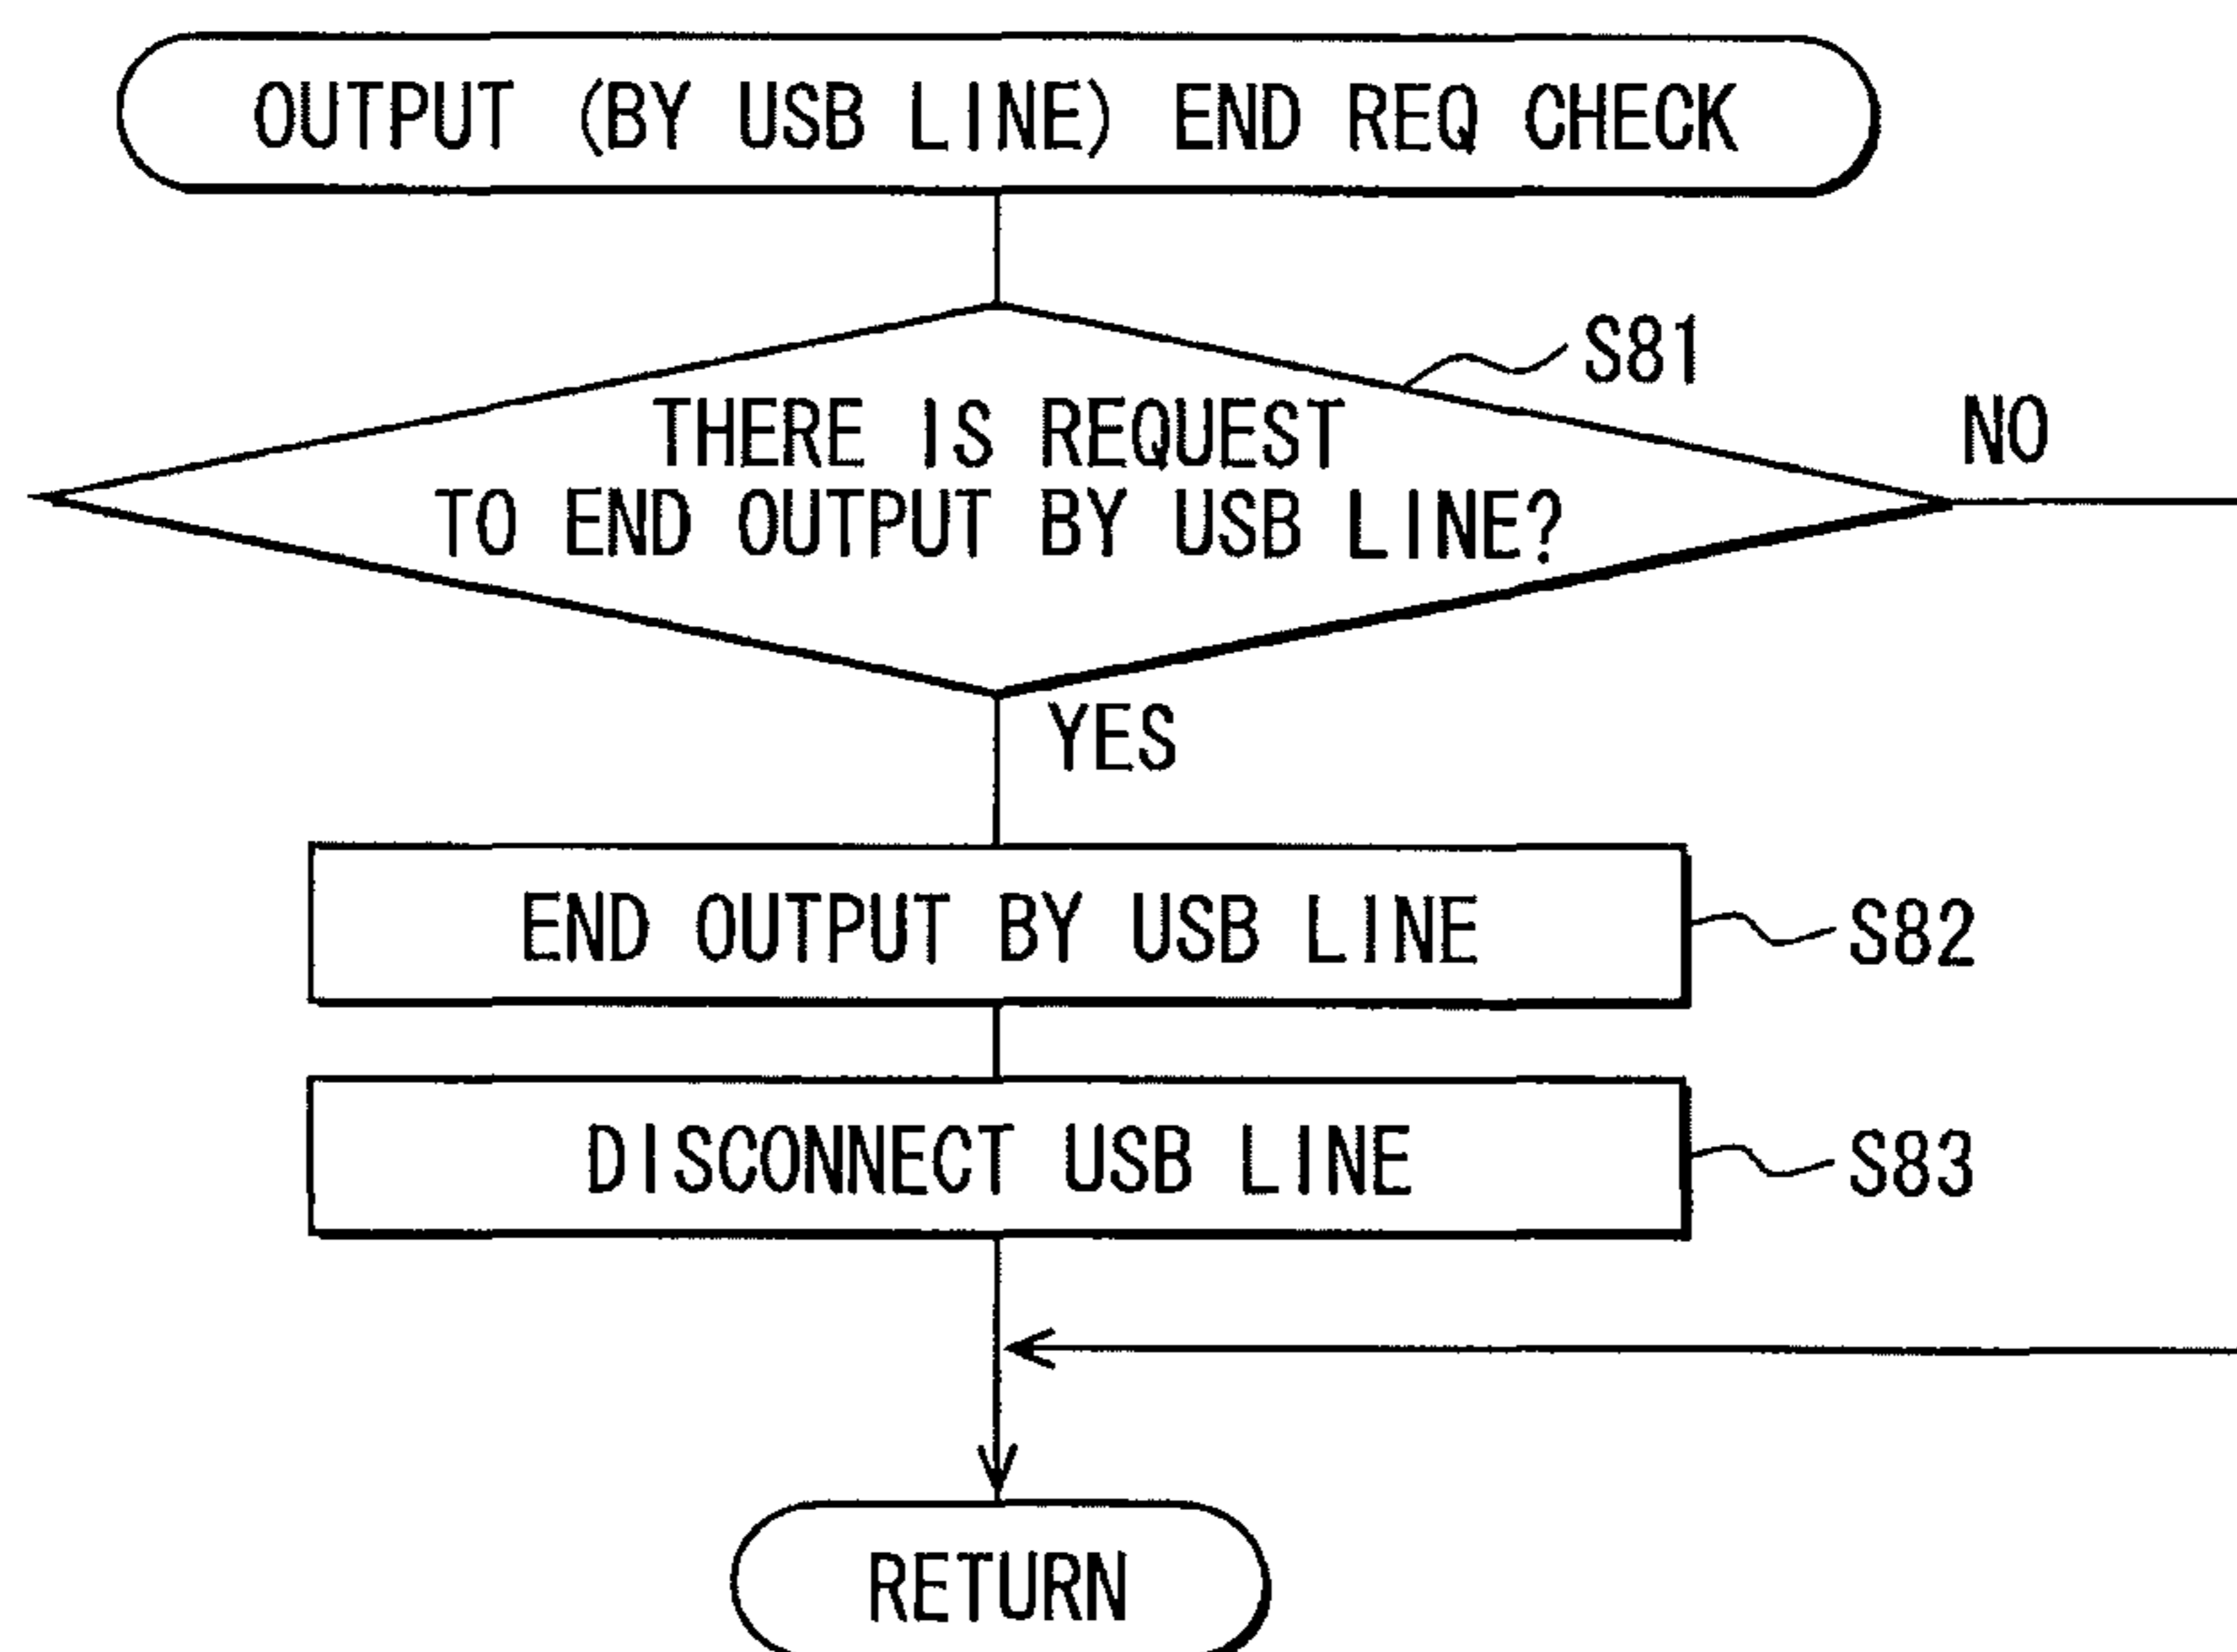 OUTPUT (BY USB LINE) END REQ CHECK
S81
THERE IS REQUEST
NO
TO END OUTPUT BY USB LINE?
YES
END OUTPUT BY USB LINE
S82
DISCONNECT USB LINE
S83
RETURN